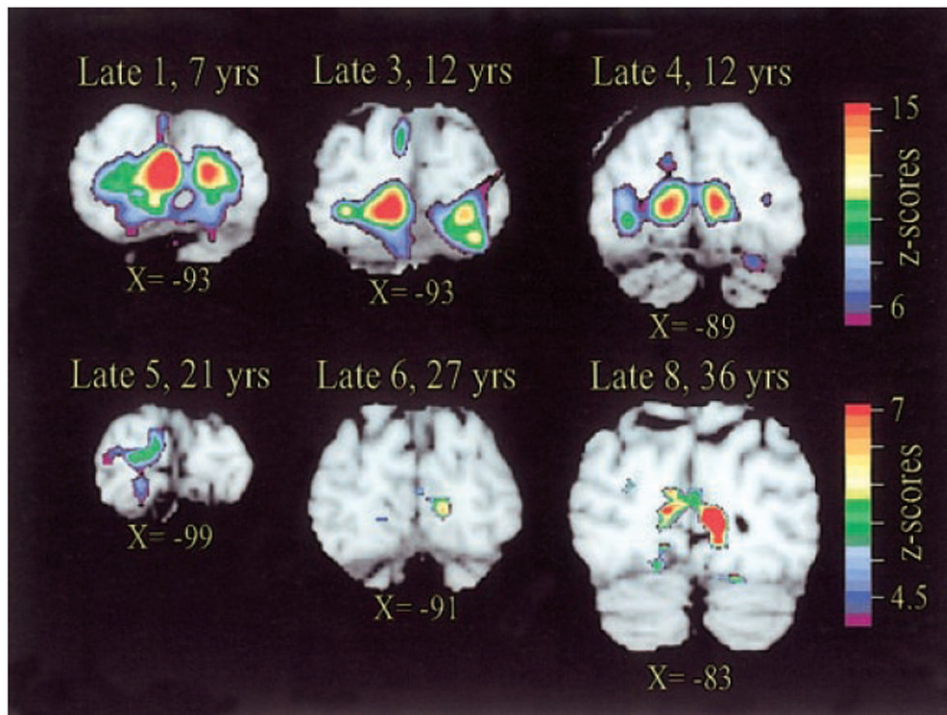 Late 1, 7 yrs
Late 3, 12 yrs
Late 4, 12 yrs
X= -93
X= -93
X= -89
15
z-scores
6
Late 5, 21 yrs
Late 6, 27 yrs
Late 8, 36 yrs
X= -99
X= -91
X= -83
7
z-scores
4.5